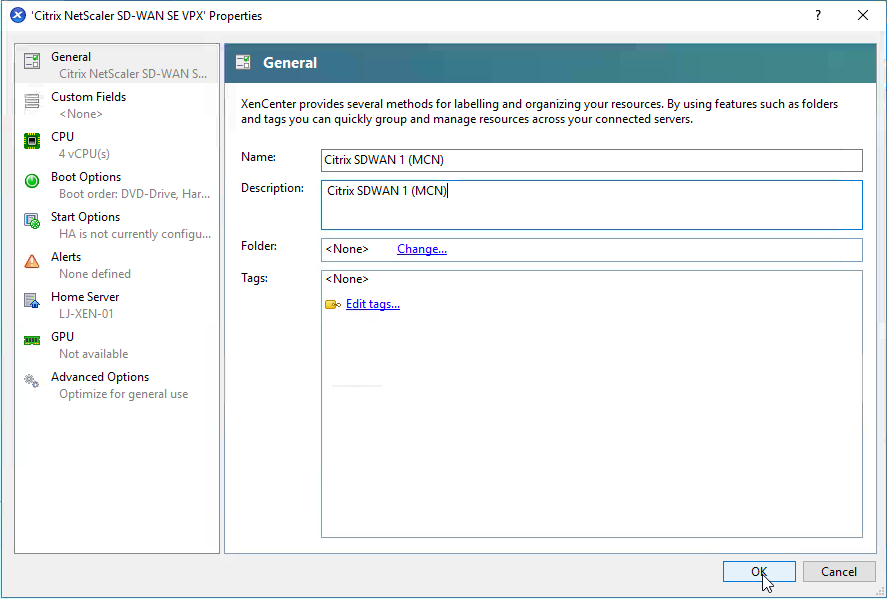 'Citrix NetScaler SD-WAN SE VPX' Properties
?
General
Citrix NetScaler SD-WAN S...
Custom Fields
<None>
CPU
4 vCPU(s)
Boot Options
Boot order: DVD-Drive, Har...
Start Options
HA is not currently configu...
Alerts
None defined
Home Server
LJ-XEN-01
GPU
Not available
Advanced Options
Optimize for general use
General
XenCenter provides several methods for labelling and organizing your resources. By using features such as folders
and tags you can quickly group and manage resources across your connected servers.
Name: Citrix SDWAN 1 (MCN)
Description: Citrix SDWAN 1 (MCN)
Folder: <None> Change...
Tags: <None>
Edit tags...
OK Cancel